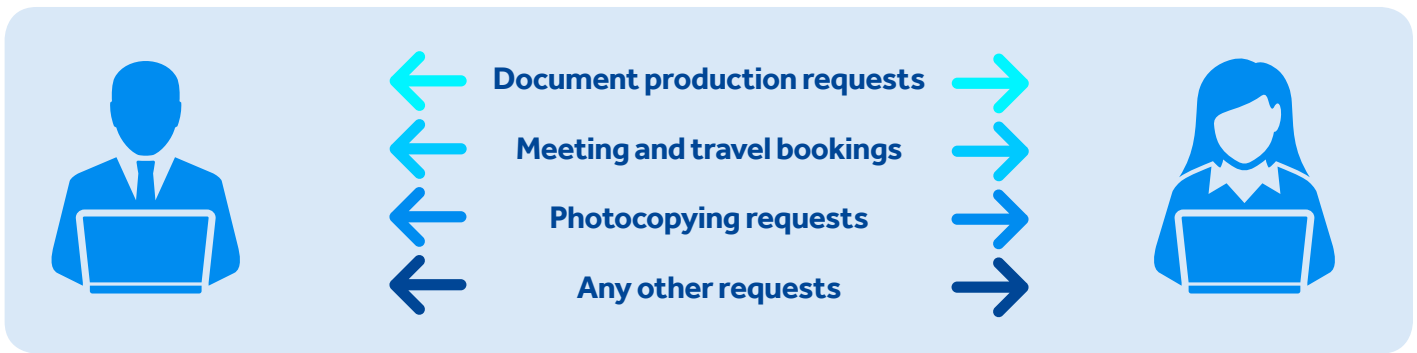 Document production requests
Meeting and travel bookings
Photocopying requests
Any other requests